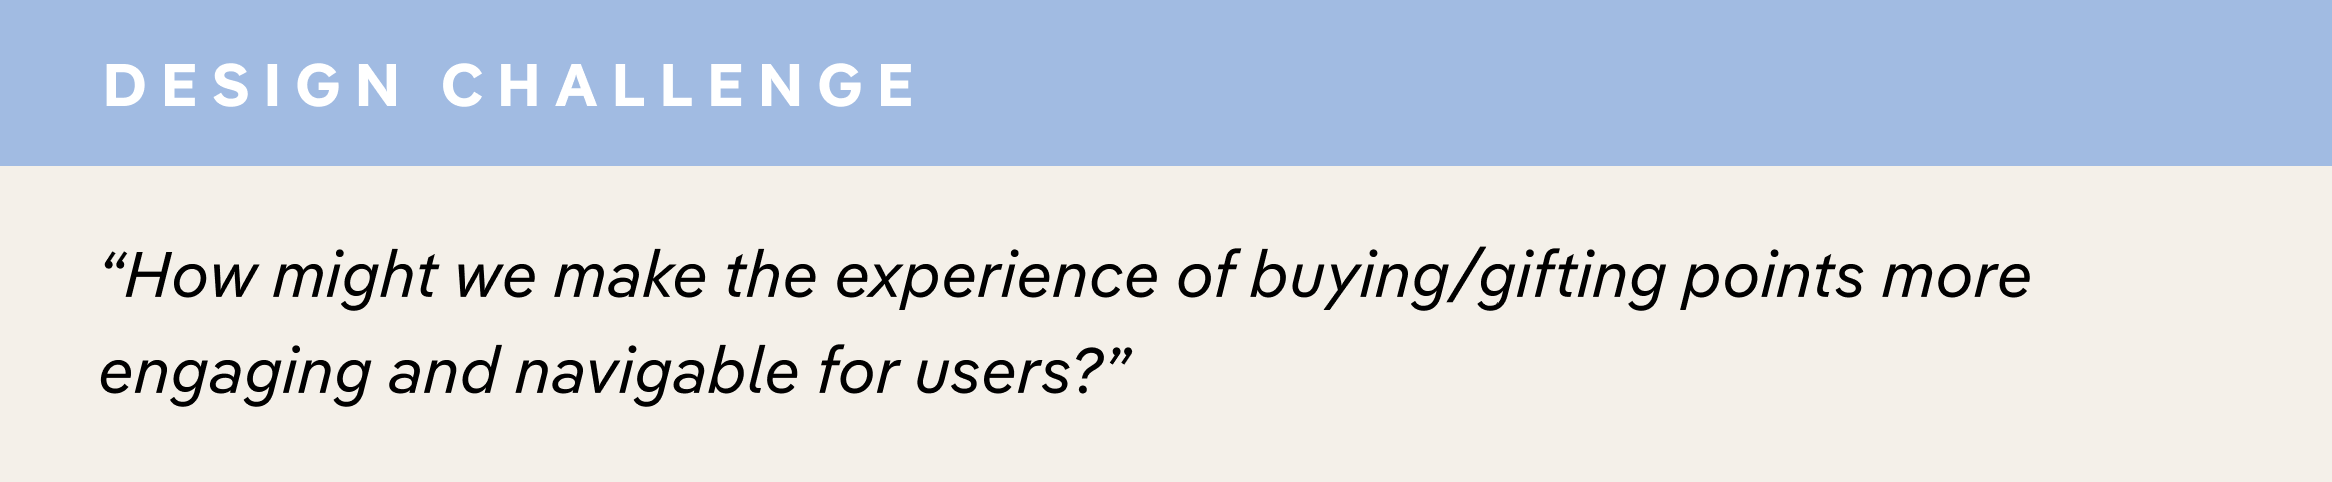 DESIGN CHALLENGE
“How might we make the experience of buying/gifting points more
engaging and navigable for users?”